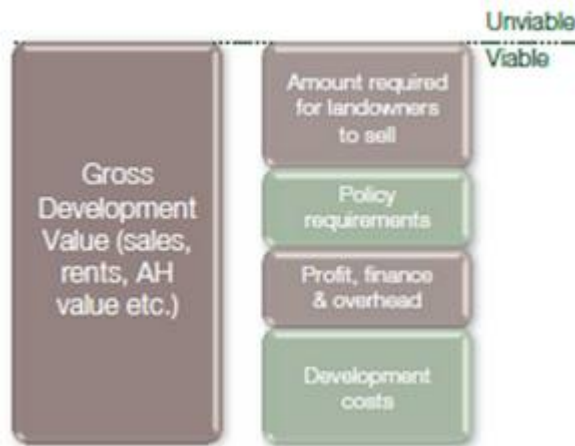 Unviable
Viable
Gross
Development
Value (sales,
rents, AH
value etc.)
Amount required
for landowners
to sell
Policy
requirements
Profit, finance
& overhead
Development
costs